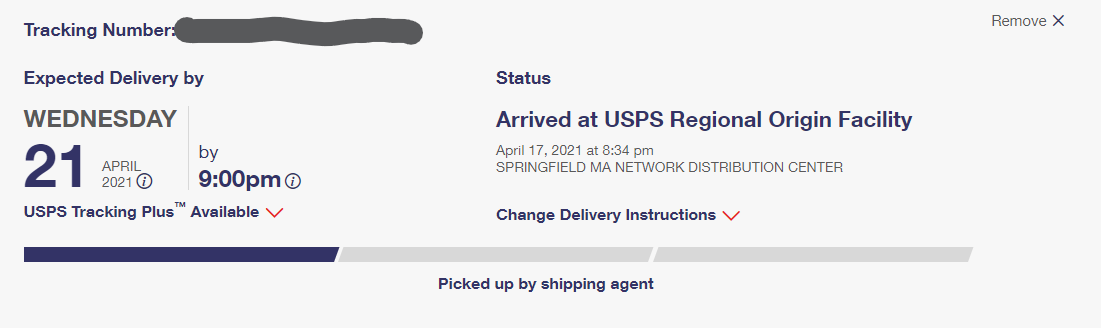 Tracking Number:
Remove ✕
Expected Delivery by
WEDNESDAY
21 APRIL 2021
by
9:00pm
USPS Tracking Plus™ Available
Status
Arrived at USPS Regional Origin Facility
April 17, 2021 at 8:34 pm
SPRINGFIELD MA NETWORK DISTRIBUTION CENTER
Change Delivery Instructions
Picked up by shipping agent